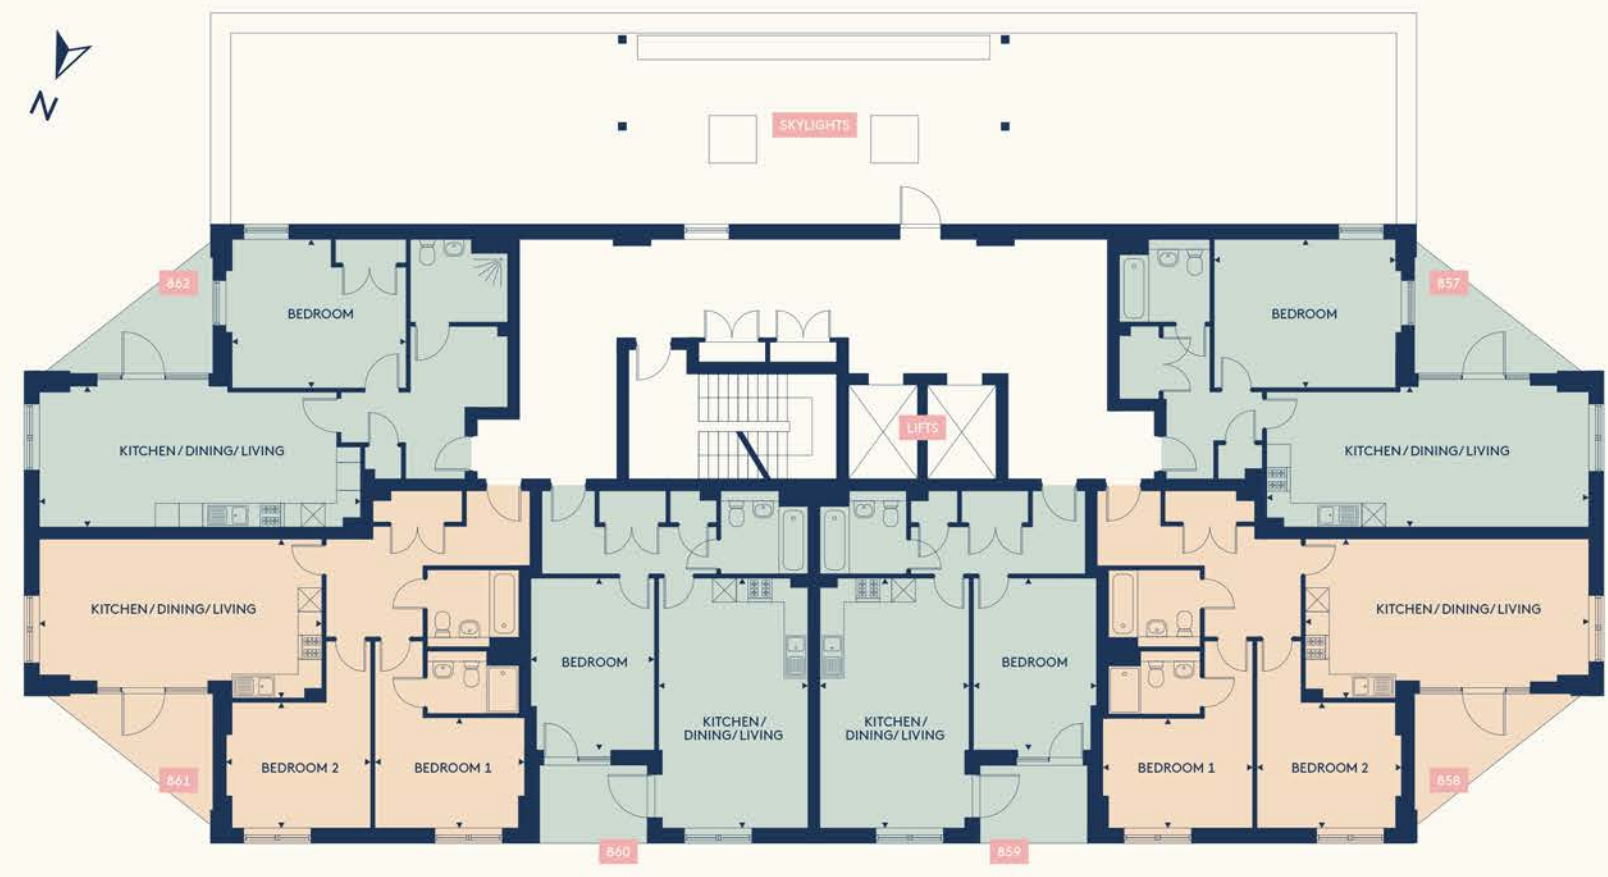 N
SKYLIGHTS
862
857
BEDROOM
BEDROOM
LIFTS
KITCHEN / DINING/ LIVING
KITCHEN / DINING/ LIVING
KITCHEN / DINING/ LIVING
KITCHEN / DINING/ LIVING
BEDROOM
BEDROOM
KITCHEN /
DINING/ LIVING
KITCHEN /
DINING/ LIVING
BEDROOM 2
BEDROOM 1
BEDROOM 1
BEDROOM 2
861
858
860
859